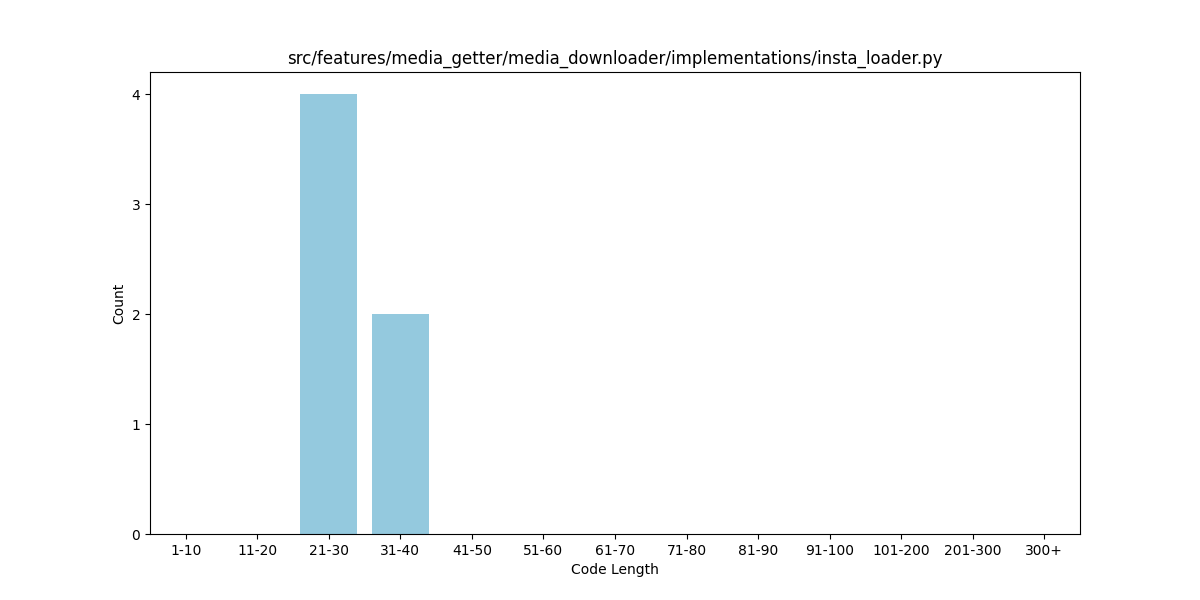 src/features/media_getter/media_downloader/implementations/insta_loader.py
4
3
2
1
0
Count
1-10 11-20 21-30 31-40 41-50 51-60 61-70 71-80 81-90 91-100 101-200 201-300 300+
Code Length